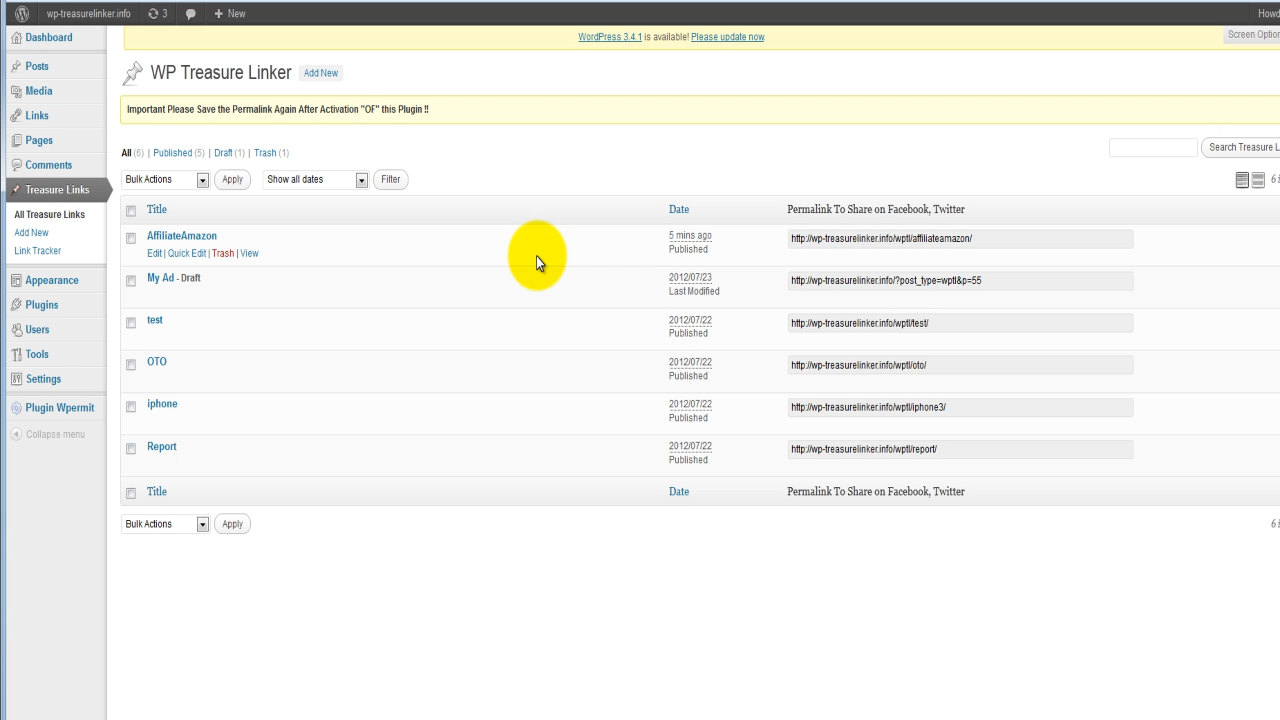 wp-treasurelinker.info 3 + New Howd
Dashboard
Posts
Media
Links
Pages
Comments
Treasure Links
All Treasure Links
Add New
Link Tracker
Appearance
Plugins
Users
Tools
Settings
Plugin Wpermit
Collapse menu
WordPress 3.4.1 is available! Please update now.
Screen Option
WP Treasure Linker Add New
Important Please Save the Permalink Again After Activation "OF" this Plugin !!
All (6) | Published (5) | Draft (1) | Trash (1)
Search Treasure L
Bulk Actions Apply Show all dates Filter 6
Title Date Permalink To Share on Facebook, Twitter
AffiliateAmazon 5 mins ago http://wp-treasurelinker.info/wptl/affiliateamazon/
Edit | Quick Edit | Trash | View Published
My Ad - Draft 2012/07/23 http://wp-treasurelinker.info/?post_type=wptl&p=55
Last Modified
test 2012/07/22 http://wp-treasurelinker.info/wptl/test/
Published
OTO 2012/07/22 http://wp-treasurelinker.info/wptl/oto/
Published
iphone 2012/07/22 http://wp-treasurelinker.info/wptl/iphone3/
Published
Report 2012/07/22 http://wp-treasurelinker.info/wptl/report/
Published
Title Date Permalink To Share on Facebook, Twitter
Bulk Actions Apply 6